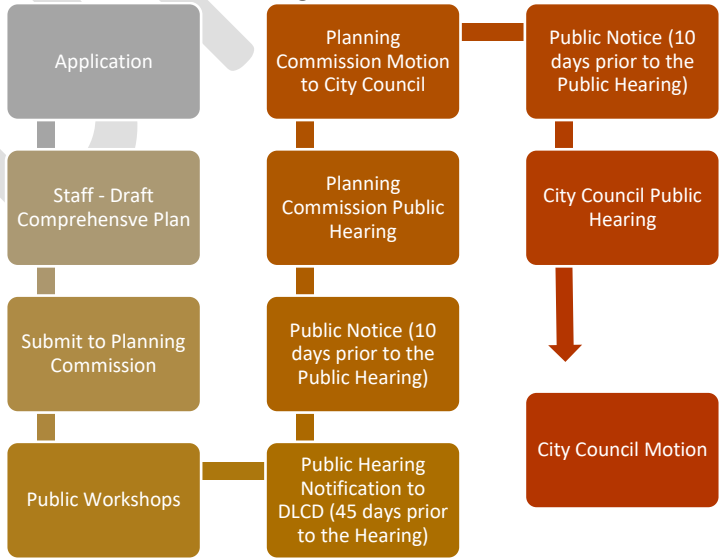 Application
Staff - Draft
Comprehensve Plan
Submit to Planning
Commission
Public Workshops
Public Hearing
Notification to
DLCD (45 days prior
to the Hearing)
Public Notice (10
days prior to the
Public Hearing)
Planning
Commission Public
Hearing
Planning
Commission Motion
to City Council
Public Notice (10
days prior to the
Public Hearing)
City Council Public
Hearing
City Council Motion